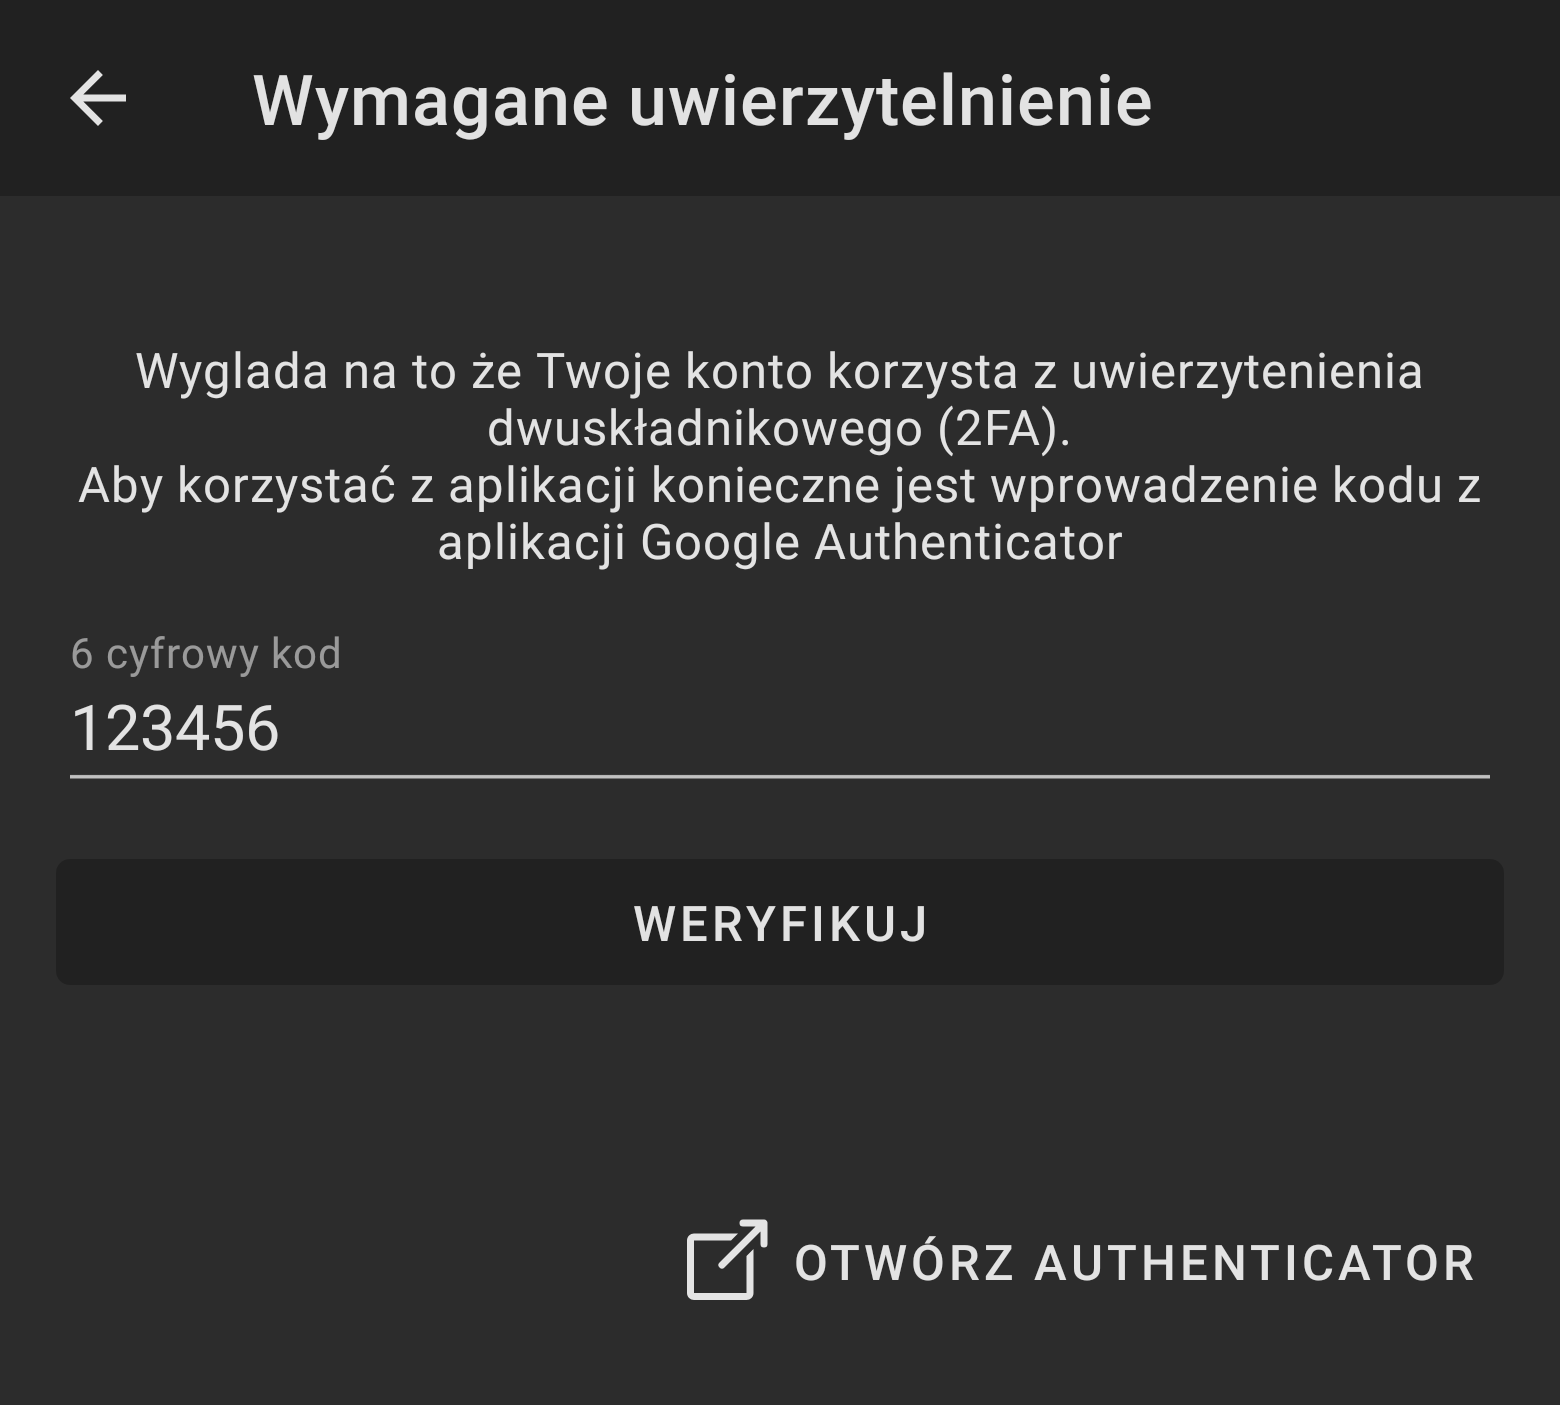 Wymagane uwierzytelnienie
Wyglada na to że Twoje konto korzysta z uwierzytenienia
dwuskładnikowego (2FA).
Aby korzystać z aplikacji konieczne jest wprowadzenie kodu z
aplikacji Google Authenticator
6 cyfrowy kod
123456
WERYFIKUJ
OTWÓRZ AUTHENTICATOR